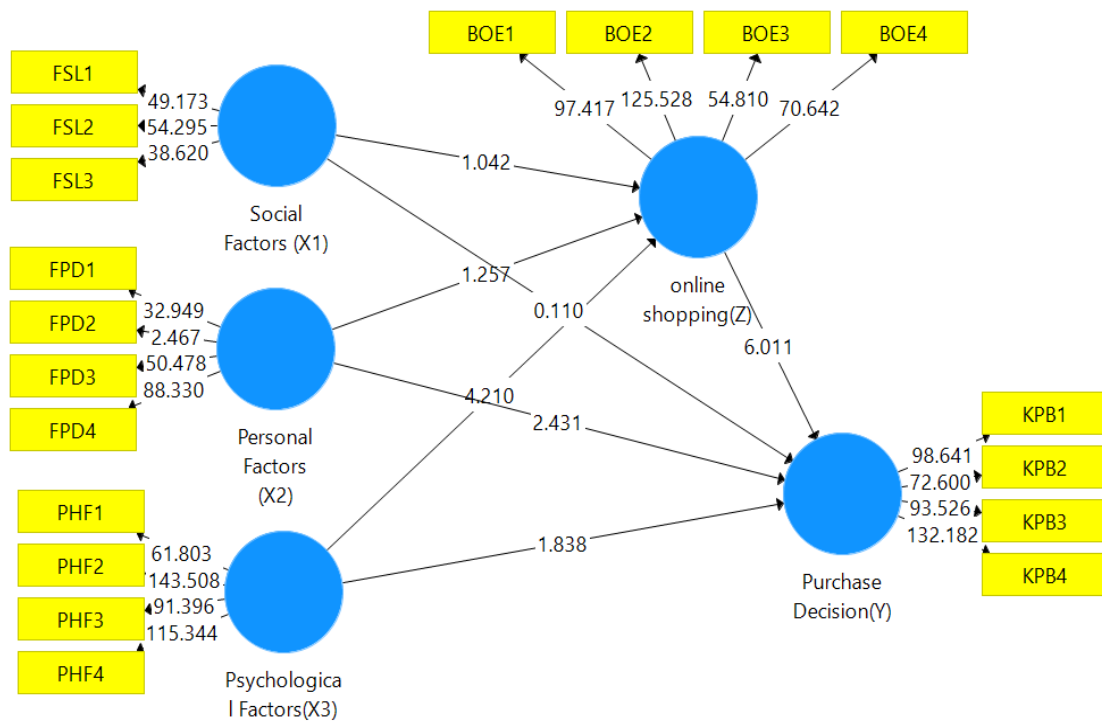 BOE1
BOE2
BOE3
BOE4
FSL1
FSL2
FSL3
49.173
54.295
38.620
97.417
125.528
54.810
70.642
1.042
Social
Factors (X1)
FPD1
FPD2
FPD3
FPD4
32.949
2.467
50.478
88.330
1.257
0.110
online
shopping(Z)
6.011
4.210
2.431
Personal
Factors
(X2)
KPB1
KPB2
KPB3
KPB4
98.641
72.600
93.526
132.182
PHF1
PHF2
PHF3
PHF4
61.803
143.508
91.396
115.344
1.838
Purchase
Decision(Y)
Psychologica
l Factors(X3)